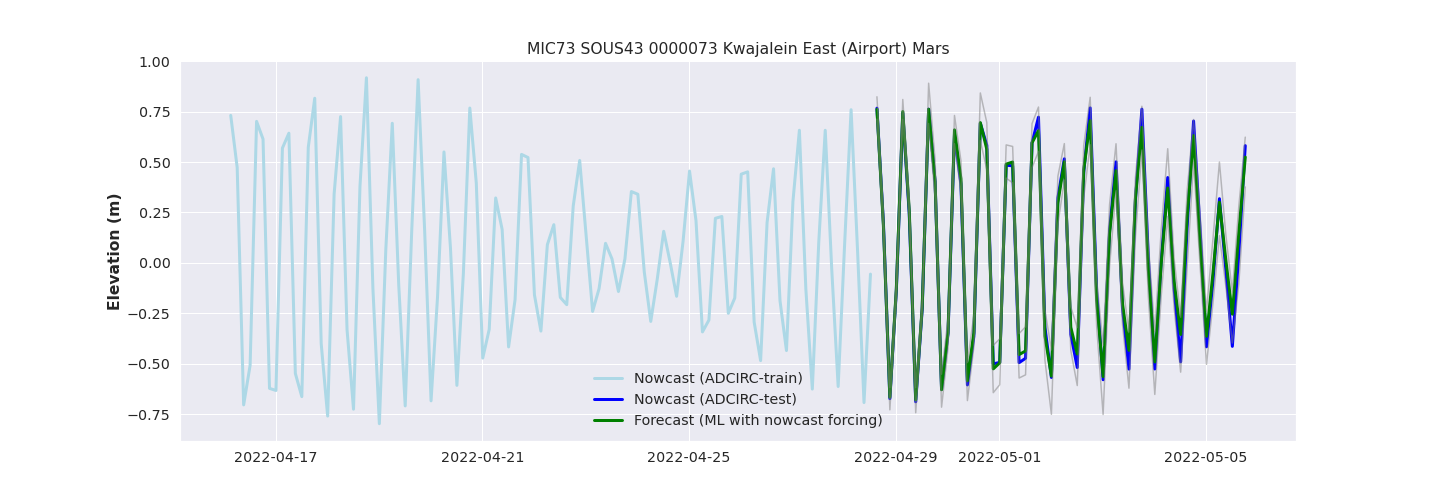 MIC73 SOUS43 0000073 Kwajalein East (Airport) Mars
Elevation (m)
1.00
0.75
0.50
0.25
0.00
−0.25
−0.50
−0.75
Nowcast (ADCIRC-train)
Nowcast (ADCIRC-test)
Forecast (ML with nowcast forcing)
2022-04-17 2022-04-21 2022-04-25 2022-04-29 2022-05-01 2022-05-05